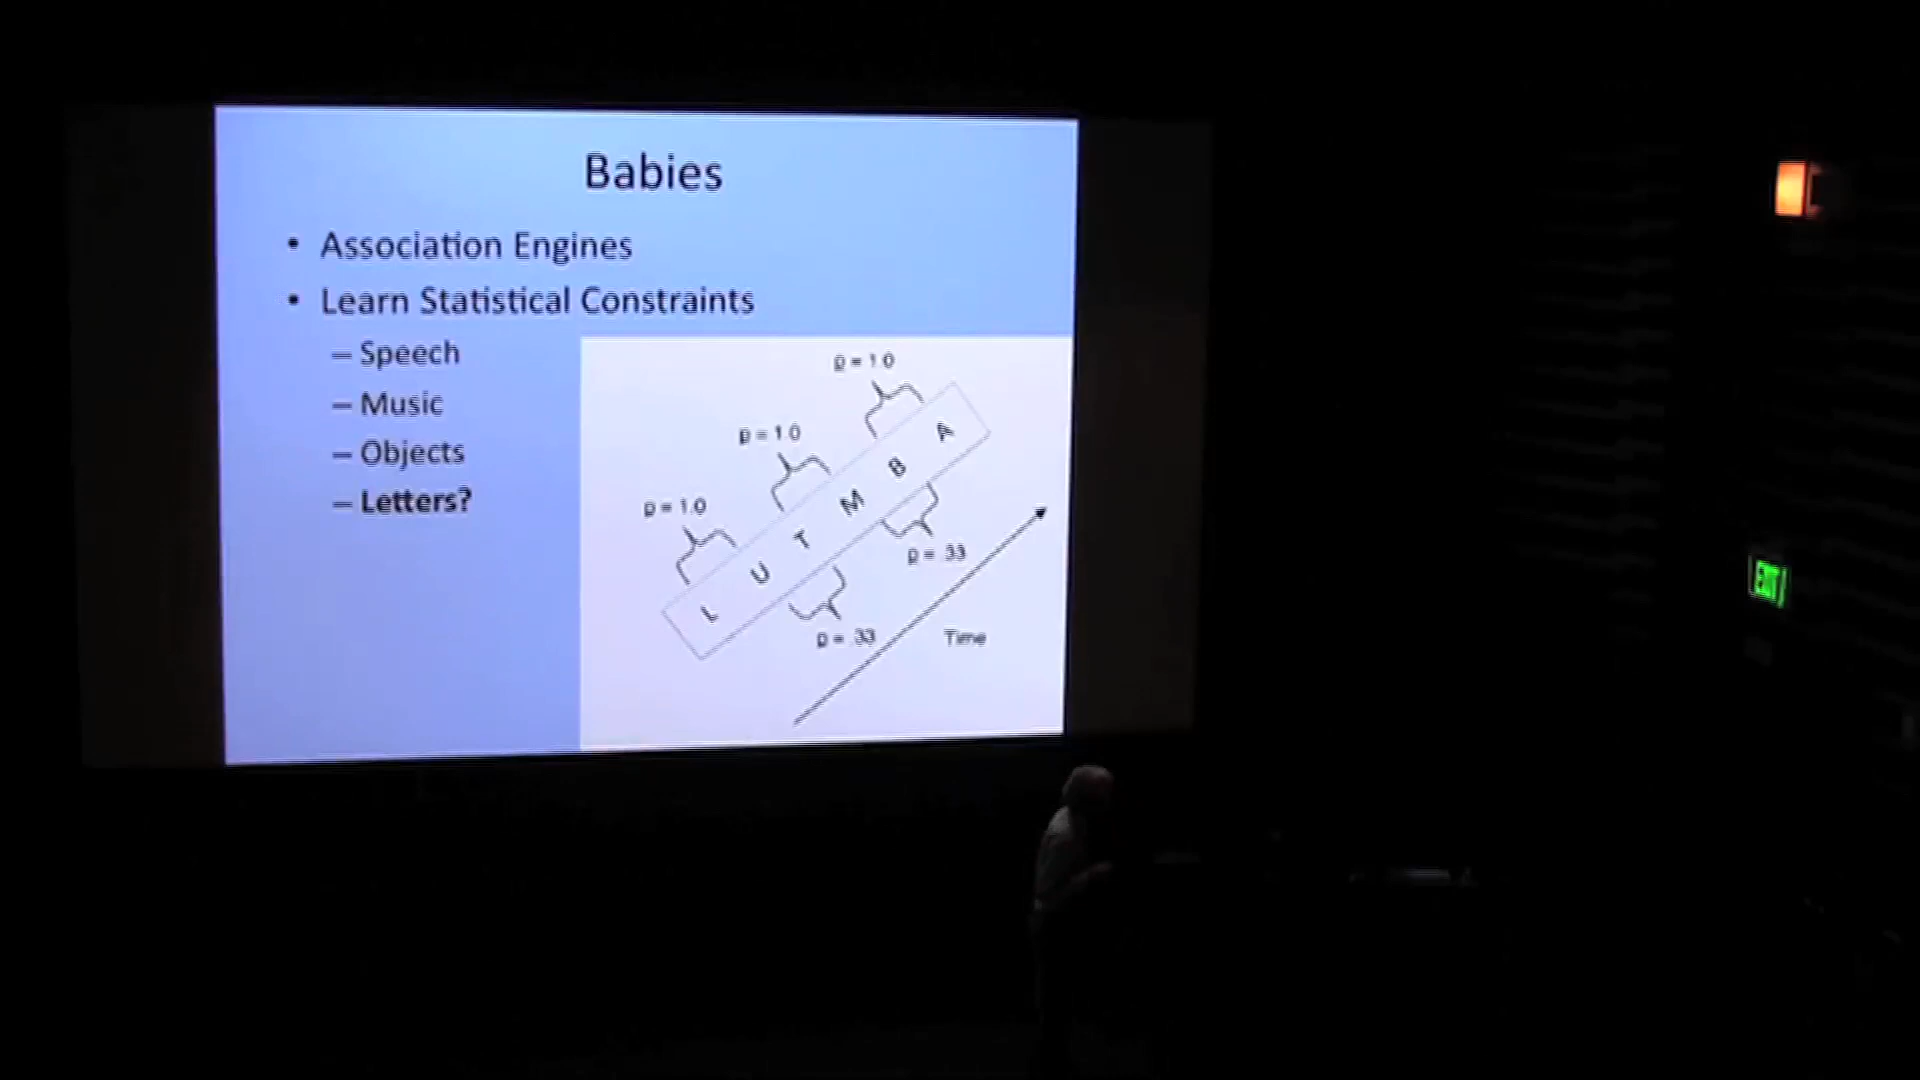 Babies
• Association Engines
• Learn Statistical Constraints
– Speech
– Music
– Objects
– Letters?
p = 1.0
p = 1.0
p = 1.0
L U T M B A
p = .33
p = .33
Time
EXIT